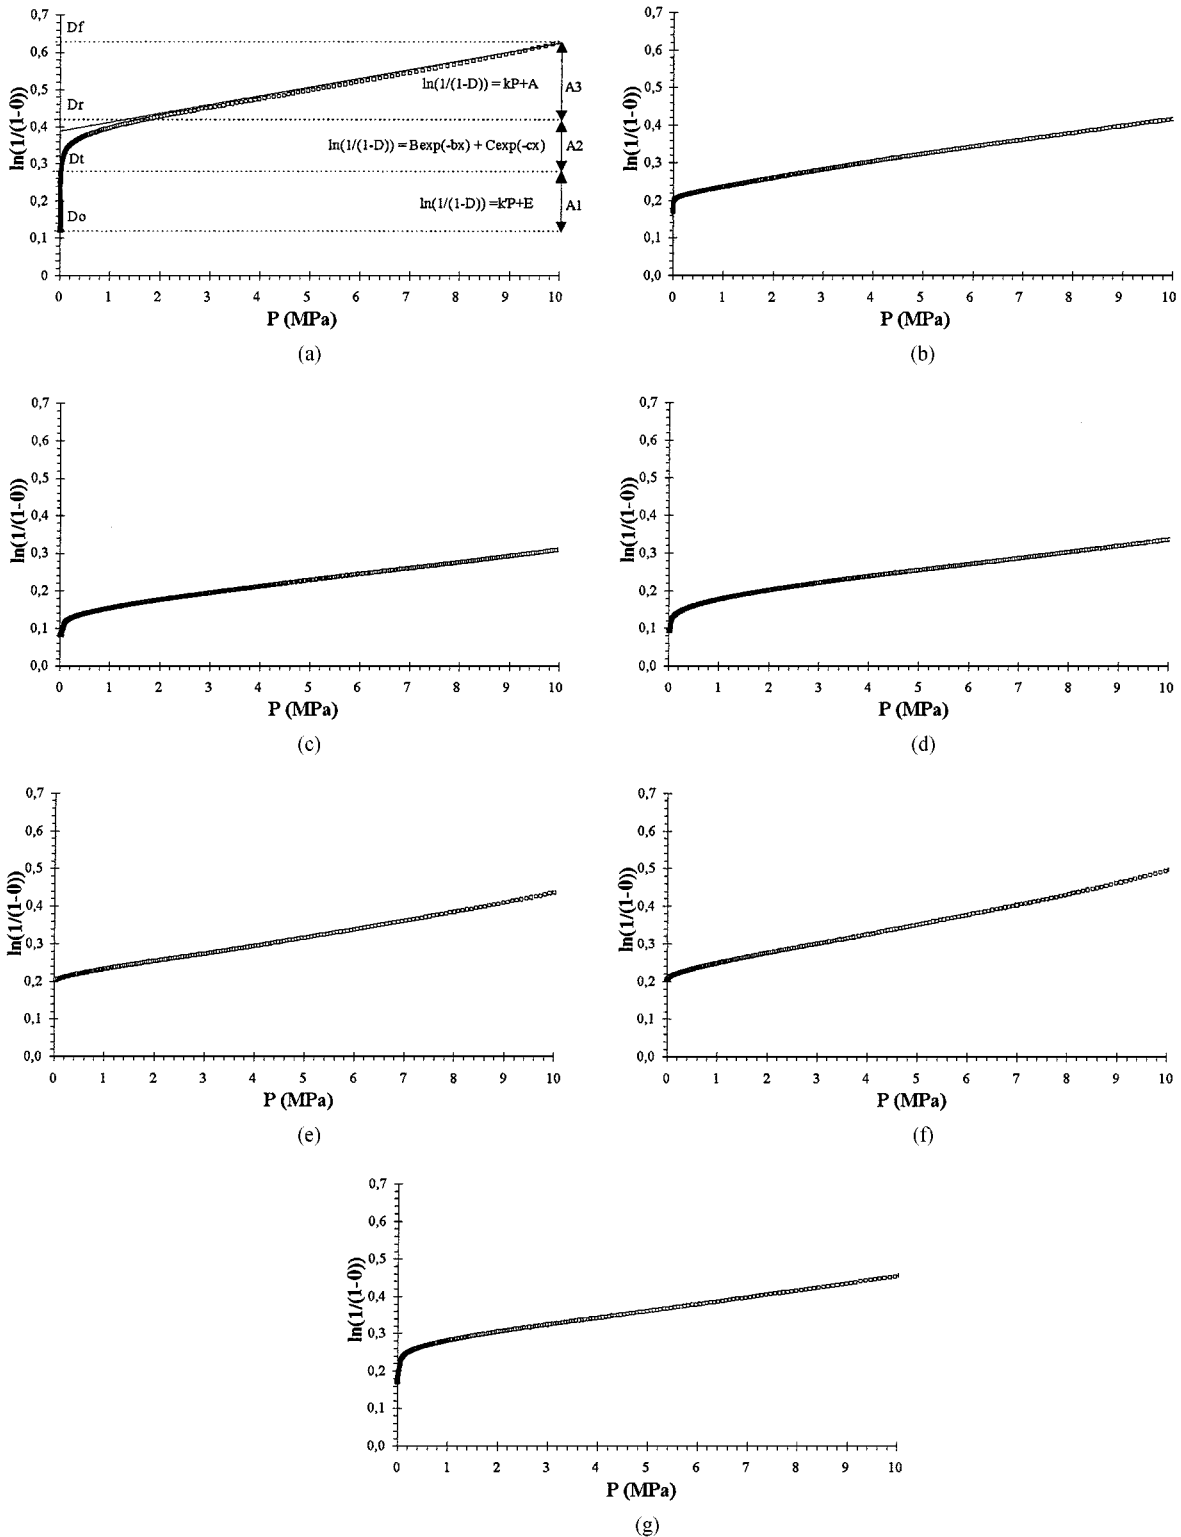 0,7
0,6
0,5
0,4
0,3
0,2
0,1
0
ln(1/(1-0))
Df
Dr
Dt
Do
ln(1/(1-D)) = kP+A
ln(1/(1-D)) = Bexp(-bx) + Cexp(-cx)
ln(1/(1-D)) =k'P+E
A3
A2
A1
0 1 2 3 4 5 6 7 8 9 10
P (MPa)
(a)
0,7
0,6
0,5
0,4
0,3
0,2
0,1
0,0
ln(1/(1-0))
0 1 2 3 4 5 6 7 8 9 10
P (MPa)
(b)
0,7
0,6
0,5
0,4
0,3
0,2
0,1
0,0
ln(1/(1-0))
0 1 2 3 4 5 6 7 8 9 10
P (MPa)
(c)
0,7
0,6
0,5
0,4
0,3
0,2
0,1
0,0
ln(1/(1-0))
0 1 2 3 4 5 6 7 8 9 10
P (MPa)
(d)
0,7
0,6
0,5
0,4
0,3
0,2
0,1
0,0
ln(1/(1-0))
0 1 2 3 4 5 6 7 8 9 10
P (MPa)
(e)
0,7
0,6
0,5
0,4
0,3
0,2
0,1
0,0
ln(1/(1-0))
0 1 2 3 4 5 6 7 8 9 10
P (MPa)
(f)
0,7
0,6
0,5
0,4
0,3
0,2
0,1
0,0
ln(1/(1-0))
0 1 2 3 4 5 6 7 8 9 10
P (MPa)
(g)